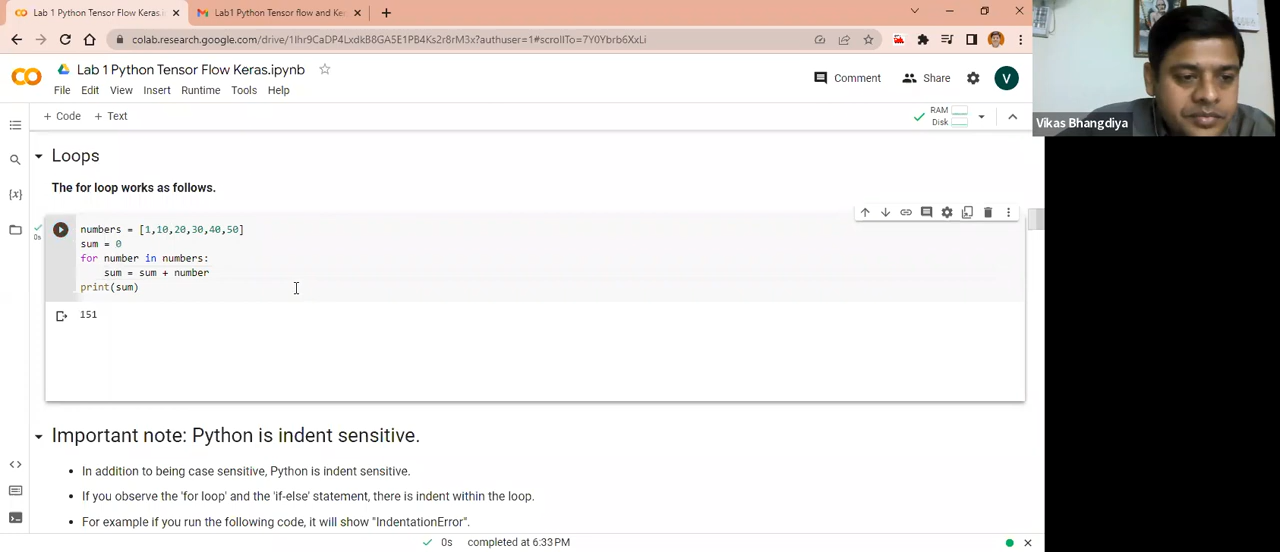 Lab 1 Python Tensor Flow Keras.i
Lab1 Python Tensor flow and Ker
colab.research.google.com/drive/1Ihr9CaDP4LxdkB8GA5E1PB4Ks2r8rM3x?authuser=1#scrollTo=7Y0Ybrb6XxLi
Lab 1 Python Tensor Flow Keras.ipynb
Comment
Share
V
File Edit View Insert Runtime Tools Help
+ Code + Text
RAM
Disk
Vikas Bhangdiya
Loops
The for loop works as follows.
0s
numbers = [1,10,20,30,40,50]
sum = 0
for number in numbers:
    sum = sum + number
print(sum)
151
Important note: Python is indent sensitive.
• In addition to being case sensitive, Python is indent sensitive.
• If you observe the 'for loop' and the 'if-else' statement, there is indent within the loop.
• For example if you run the following code, it will show "IndentationError".
0s completed at 6:33PM